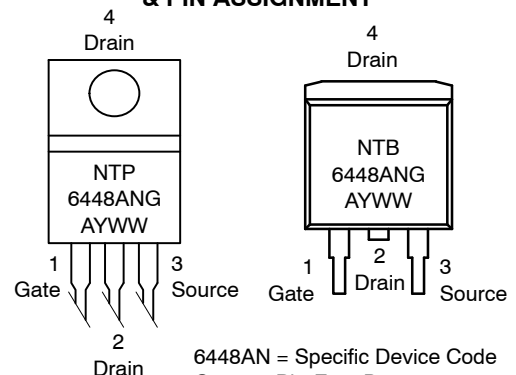 & PIN ASSIGNMENT
4
Drain
NTP
6448ANG
AYWW
1
Gate
3
Source
2
Drain
4
Drain
NTB
6448ANG
AYWW
1
Gate
2
Drain
3
Source
6448AN = Specific Device Code